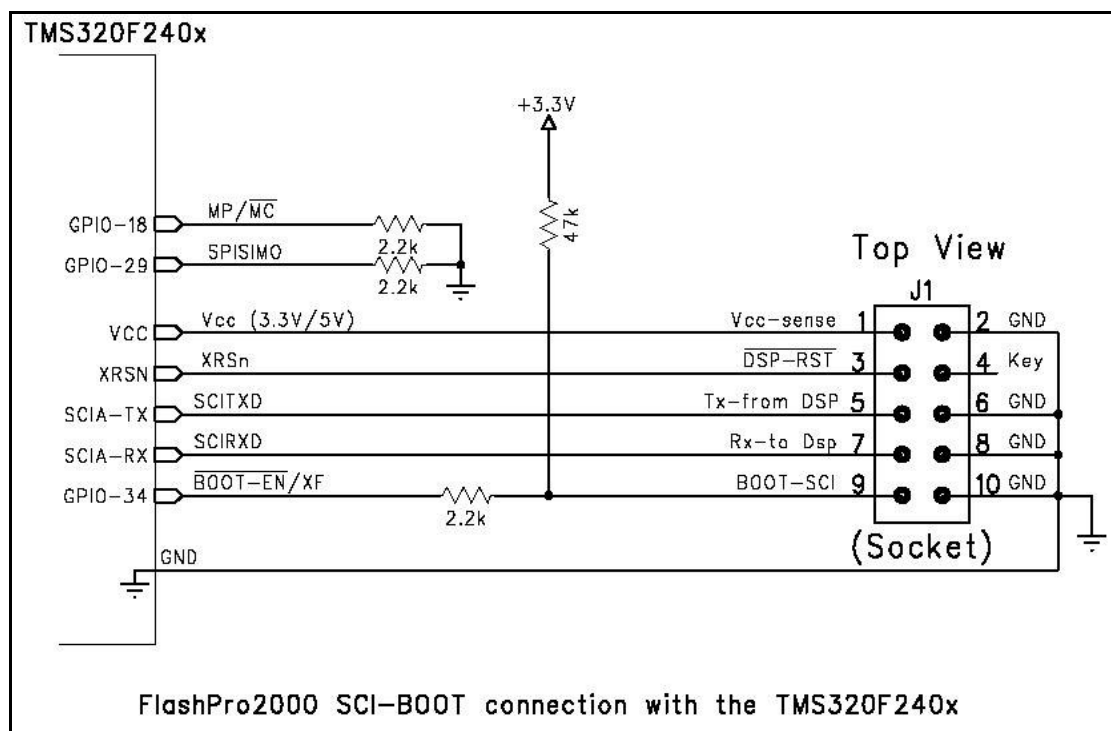 TMS320F240x
+3.3V
47k
GPIO-18 MP/MC 2.2k
GPIO-29 SPISIMO 2.2k
Top View
J1
VCC Vcc (3.3V/5V) Vcc-sense 1 2 GND
XRSN XRSn DSP-RST 3 4 Key
SCIA-TX SCITXD Tx-from DSP 5 6 GND
SCIA-RX SCIRXD Rx-to Dsp 7 8 GND
GPIO-34 BOOT-EN/XF 2.2k BOOT-SCI 9 10 GND
(Socket)
GND
FlashPro2000 SCI-BOOT connection with the TMS320F240x